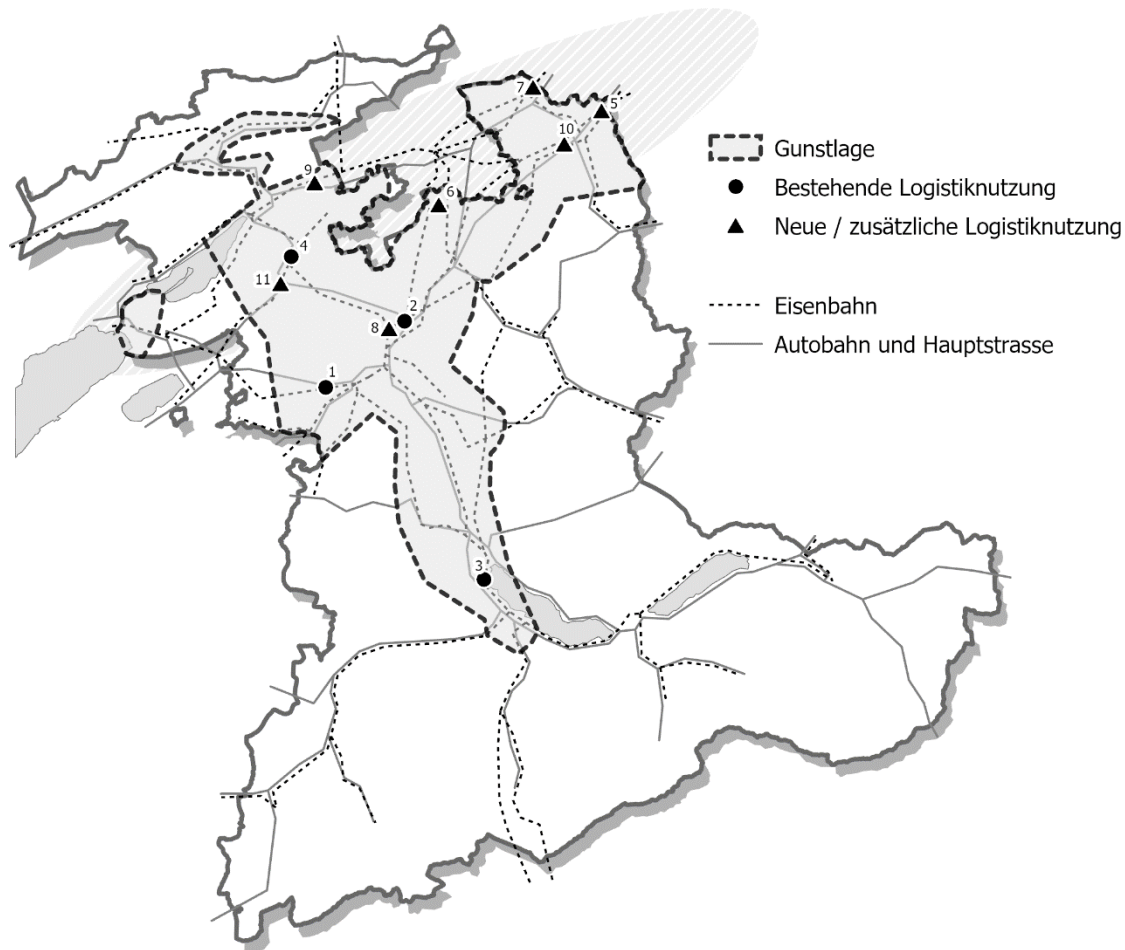 7
5
10
9
6
4
11
2
8
1
3
Gunstlage
Bestehende Logistiknutzung
Neue / zusätzliche Logistiknutzung
Eisenbahn
Autobahn und Hauptstrasse